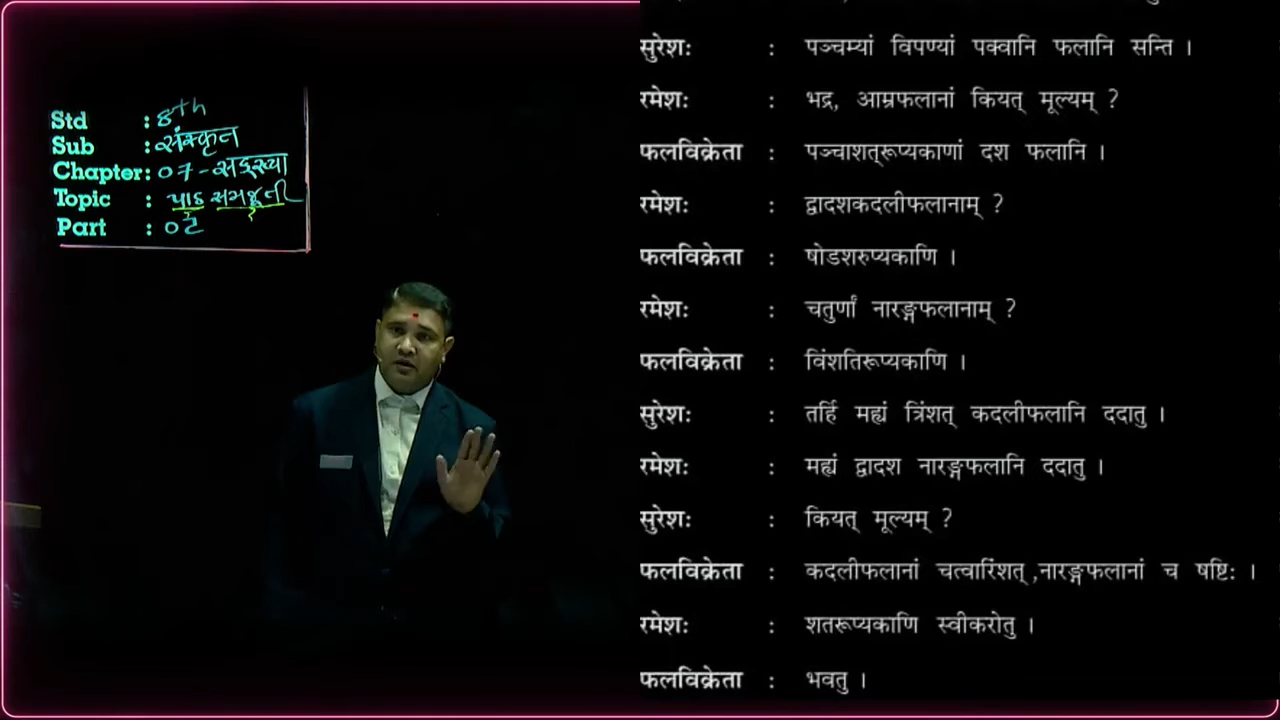 Std : 8th
Sub : संस्कृत
Chapter : 07 - सङ्ख्या
Topic : पाठ समजूती
Part : 02
सुरेशः : पञ्चम्यां विपण्यां पक्वानि फलानि सन्ति ।
रमेशः : भद्र, आम्रफलानां कियत् मूल्यम् ?
फलविक्रेता : पञ्चाशत्‌रूप्यकाणां दश फलानि ।
रमेशः : द्वादशकदलीफलानाम् ?
फलविक्रेता : षोडशरुप्यकाणि ।
रमेशः : चतुर्णां नारङ्गफलानाम् ?
फलविक्रेता : विंशतिरूप्यकाणि ।
सुरेशः : तर्हि मह्यं त्रिंशत् कदलीफलानि ददातु ।
रमेशः : मह्यं द्वादश नारङ्गफलानि ददातु ।
सुरेशः : कियत् मूल्यम् ?
फलविक्रेता : कदलीफलानां चत्वारिंशत् ,नारङ्गफलानां च षष्टिः ।
रमेशः : शतरूप्यकाणि स्वीकरोतु ।
फलविक्रेता : भवतु ।